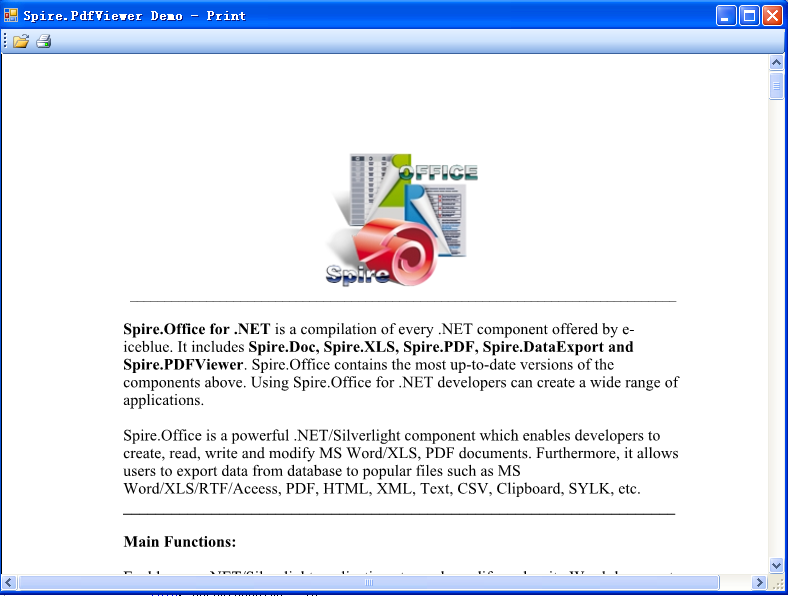 Spire.PdfViewer Demo - Print
OFFICE
Spire
Spire.Office for .NET is a compilation of every .NET component offered by e-
iceblue. It includes Spire.Doc, Spire.XLS, Spire.PDF, Spire.DataExport and
Spire.PDFViewer. Spire.Office contains the most up-to-date versions of the
components above. Using Spire.Office for .NET developers can create a wide range of
applications.
Spire.Office is a powerful .NET/Silverlight component which enables developers to
create, read, write and modify MS Word/XLS, PDF documents. Furthermore, it allows
users to export data from database to popular files such as MS
Word/XLS/RTF/Aceess, PDF, HTML, XML, Text, CSV, Clipboard, SYLK, etc.
Main Functions: